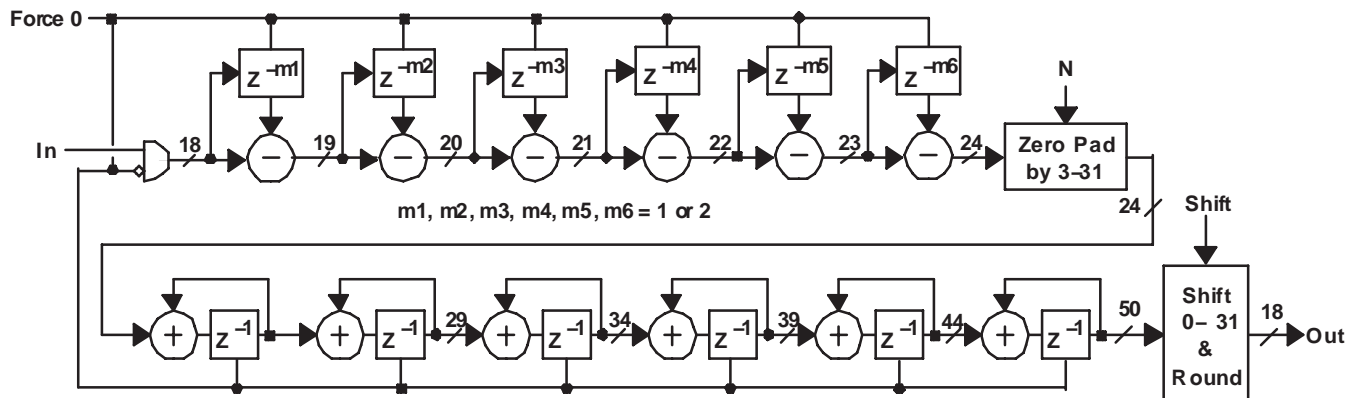 Force 0
z–m1
z–m2
z–m3
z–m4
z–m5
z–m6
N
In
18
–
19
–
20
–
21
–
22
–
23
–
24
Zero Pad
by 3–31
m1, m2, m3, m4, m5, m6 = 1 or 2
24
Shift
+
z–1
+
z–1
29
+
z–1
34
+
z–1
39
+
z–1
44
+
z–1
50
Shift
0– 31
&
Round
18
Out